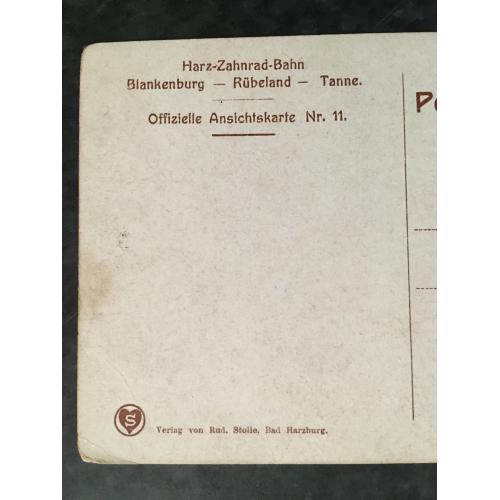 Harz-Zahnrad-Bahn
Blankenburg — Rübeland — Tanne.
Offizielle Ansichtskarte Nr. 11.
S
Verlag von Rud. Stolle, Bad Harzburg.